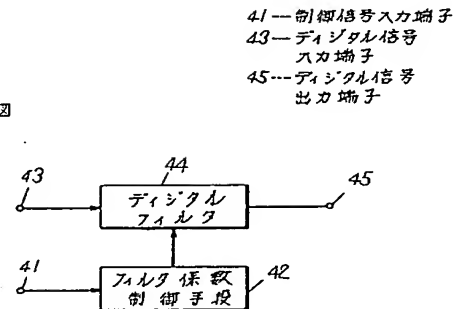 41---制御信号入力端子
43---ディジタル信号
入力端子
45---ディジタル信号
出力端子
図
43
44
45
ディジタル
フィルタ
41
フィルタ係数
制御手段
42